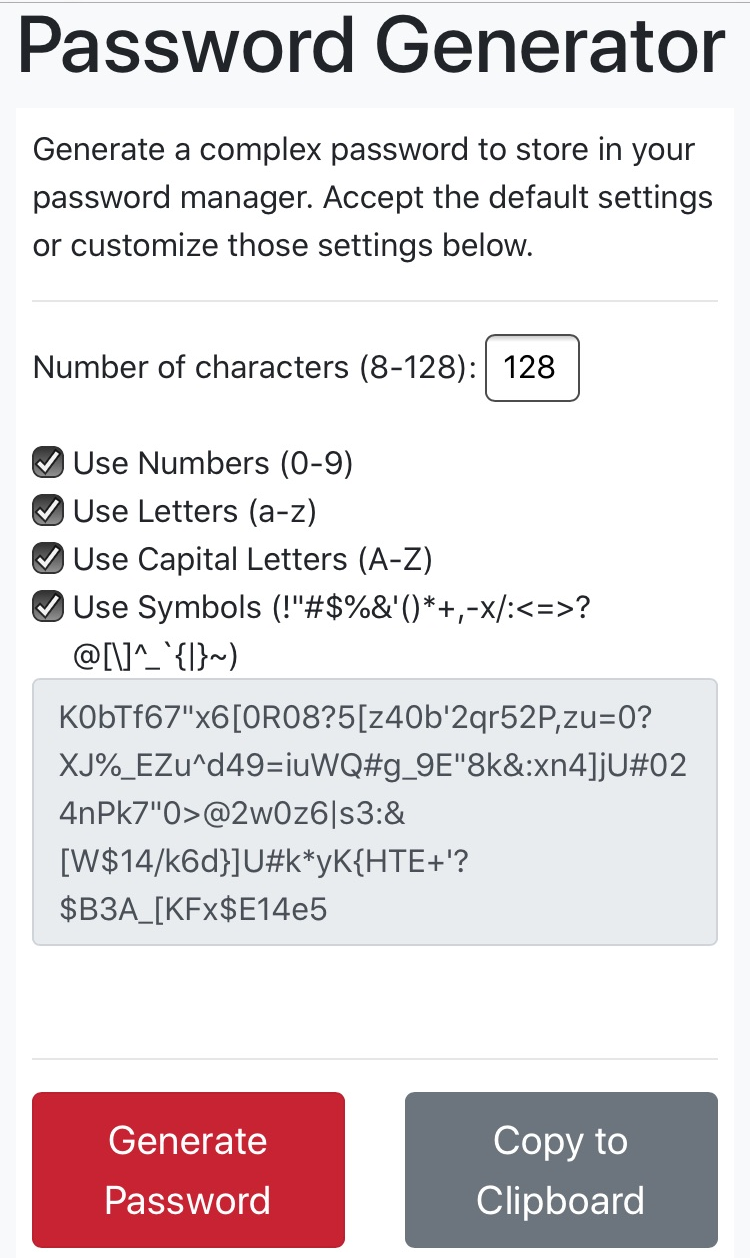 Password Generator
Generate a complex password to store in your
password manager. Accept the default settings
or customize those settings below.
Number of characters (8-128): 128
Use Numbers (0-9)
Use Letters (a-z)
Use Capital Letters (A-Z)
Use Symbols (!"#$%&'()*+,-x/:<=>?
@[\]^_`{|}~)
K0bTf67"x6[0R08?5[z40b'2qr52P,zu=0?
XJ%_EZu^d49=iuWQ#g_9E"8k&:xn4]jU#02
4nPk7"0>@2w0z6|s3:&
[W$14/k6d}]U#k*yK{HTE+'?
$B3A_[KFx$E14e5
Generate
Password
Copy to
Clipboard